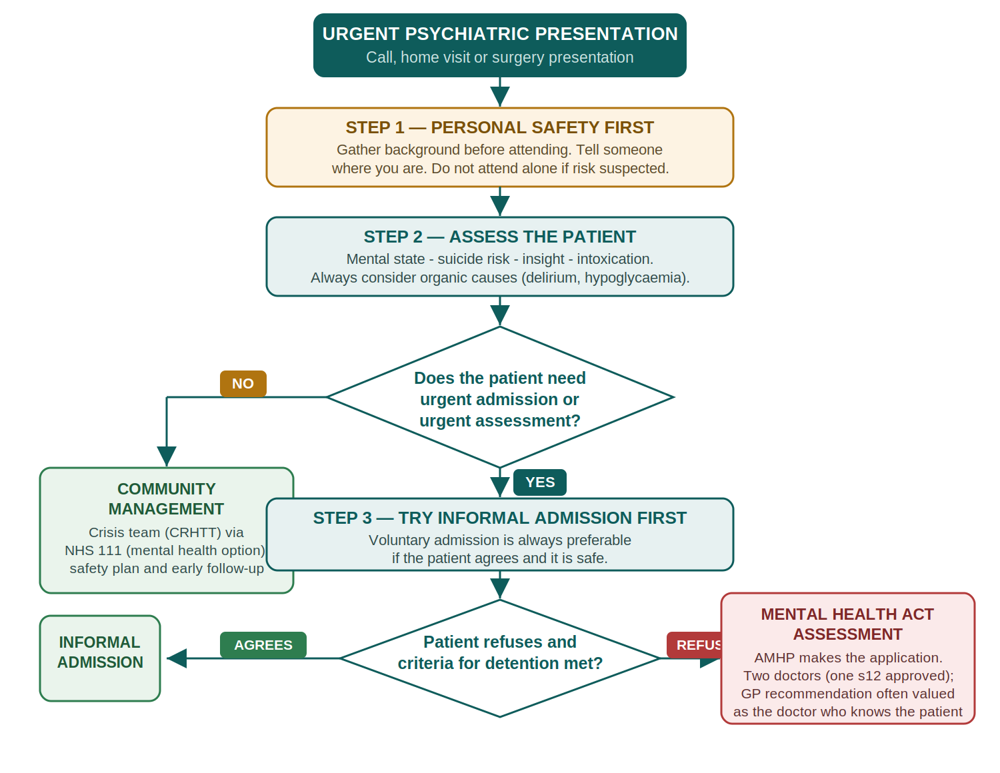 URGENT PSYCHIATRIC PRESENTATION
Call, home visit or surgery presentation
STEP 1 — PERSONAL SAFETY FIRST
Gather background before attending. Tell someone
where you are. Do not attend alone if risk suspected.
STEP 2 — ASSESS THE PATIENT
Mental state - suicide risk - insight - intoxication.
Always consider organic causes (delirium, hypoglycaemia).
Does the patient need
urgent admission or
urgent assessment?
NO
YES
COMMUNITY
MANAGEMENT
Crisis team (CRHTT) via
NHS 111 (mental health option)
safety plan and early follow-up
STEP 3 — TRY INFORMAL ADMISSION FIRST
Voluntary admission is always preferable
if the patient agrees and it is safe.
Patient refuses and
criteria for detention met?
AGREES
INFORMAL
ADMISSION
MENTAL HEALTH ACT
ASSESSMENT
AMHP makes the application.
Two doctors (one s12 approved);
GP recommendation often valued
as the doctor who knows the patient